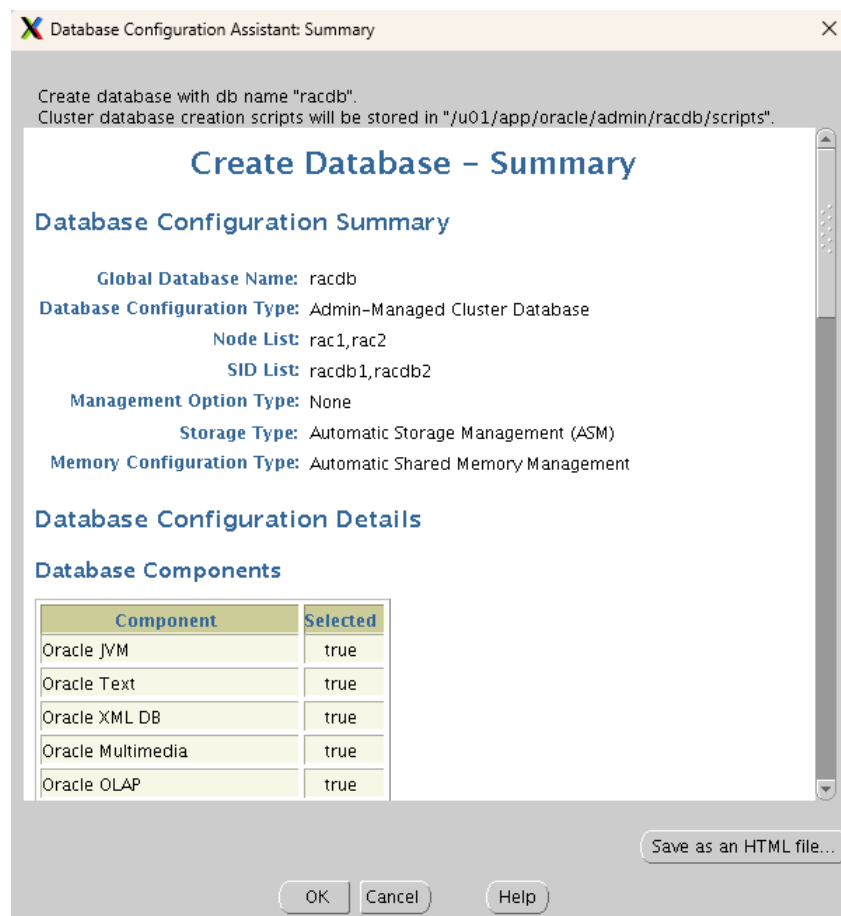 Database Configuration Assistant: Summary
Create database with db name "racdb".
Cluster database creation scripts will be stored in "/u01/app/oracle/admin/racdb/scripts".
Create Database - Summary
Database Configuration Summary
Global Database Name: racdb
Database Configuration Type: Admin-Managed Cluster Database
Node List: rac1,rac2
SID List: racdb1,racdb2
Management Option Type: None
Storage Type: Automatic Storage Management (ASM)
Memory Configuration Type: Automatic Shared Memory Management
Database Configuration Details
Database Components
Component Selected
Oracle JVM true
Oracle Text true
Oracle XML DB true
Oracle Multimedia true
Oracle OLAP true
Save as an HTML file...
OK Cancel Help